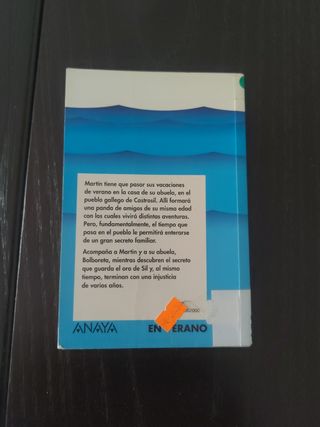 Martín tiene que pasar sus vacaciones
de verano en la casa de su abuela, en
el pueblo gallego de Castrosil. Allí formará
una panda de amigos de su misma edad
con los cuales vivirá distintas aventuras.
Pero, fundamentalmente, el tiempo que
pasa en el pueblo le permitirá enterarse
de un gran secreto familiar.
Acompaña a Martín y a su abuela,
Bolboreta, mientras descubren el secreto
que guarda el oro de Sil y, al mismo
tiempo, terminan con una injusticia
de varios años.
ANAYA
EN VERANO